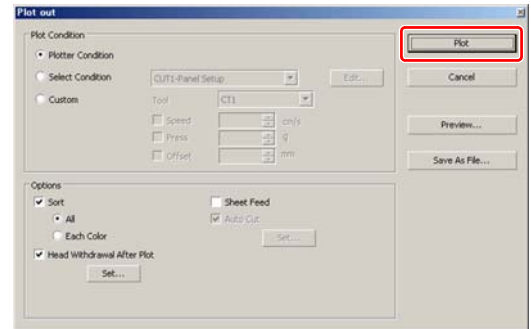 Plot out
Plot Condition
Plotter Condition
Select Condition CUT1-Panel Setup Edit...
Custom Tool CT1
Speed cm/s
Press g
Offset mm
Plot
Cancel
Preview...
Save As File...
Options
Sort Sheet Feed
All Auto Cut
Each Color Set...
Head Withdrawal After Plot
Set...